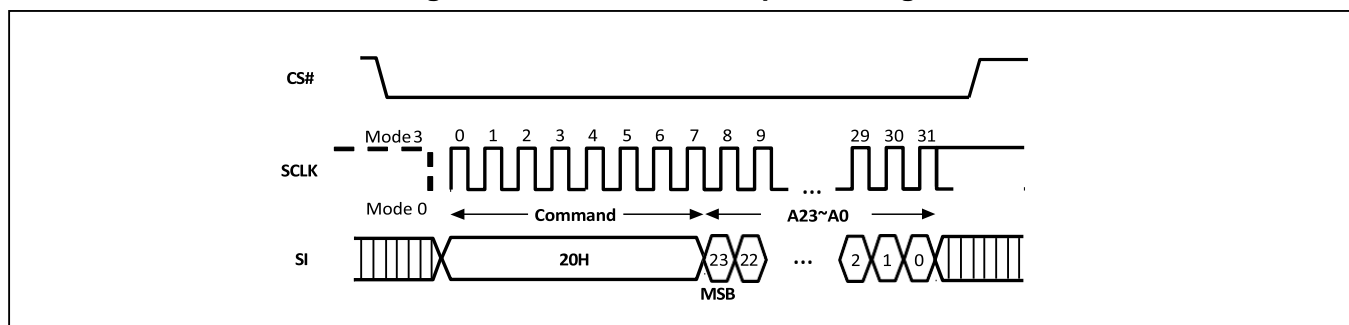 CS#
Mode 3 0 1 2 3 4 5 6 7 8 9 29 30 31
SCLK
...
Mode 0 Command A23~A0
SI 20H 23 22 ... 2 1 0
MSB